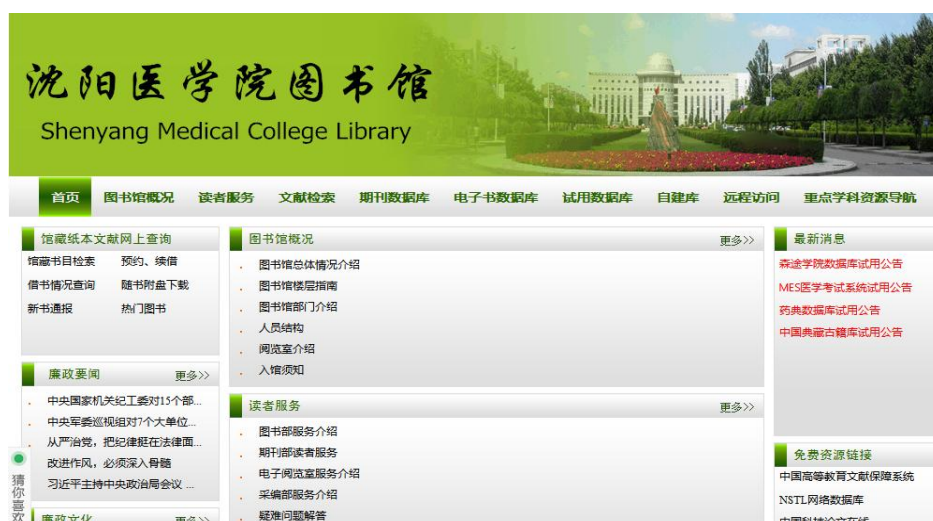 沈阳医学院图书馆
Shenyang Medical College Library
首页 图书馆概况 读者服务 文献检索 期刊数据库 电子书数据库 试用数据库 自建库 远程访问 重点学科资源导航
馆藏纸本文献网上查询
馆藏书目检索 预约、续借
借书情况查询 随书附盘下载
新书通报 热门图书
廉政要闻 更多>>
中央国家机关纪工委对15个部...
中央军委巡视组对7个大单位...
从严治党，把纪律挺在法律面...
改进作风，必须深入骨髓
习近平主持中央政治局会议 ...
廉政文化 更多>>
猜你喜欢
图书馆概况 更多>>
图书馆总体情况介绍
图书馆楼层指南
图书馆部门介绍
人员结构
阅览室介绍
入馆须知
读者服务 更多>>
图书部服务介绍
期刊部读者服务
电子阅览室服务介绍
采编部服务介绍
疑难问题解答
最新消息
森途学院数据库试用公告
MES医学考试系统试用公告
药典数据库试用公告
中国典藏古籍库试用公告
免费资源链接
中国高等教育文献保障系统
NSTL网络数据库
中国科技论文在线